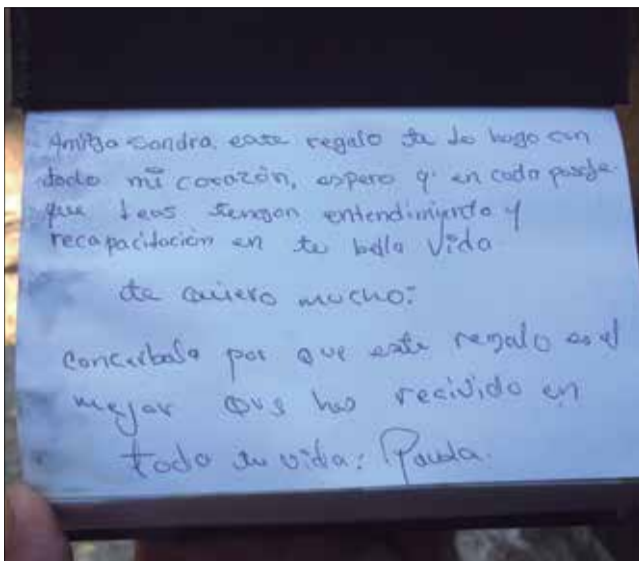 Amiga Sandra, este regalo te lo hago con
todo mi corazón, espero q' en cada pasaje
que leas tengan entendimiento y
recapacitación en tu bella vida
te quiero mucho:
concerbala por que este regalo es el
mejor que has recivido en
toda tu vida: Paula.